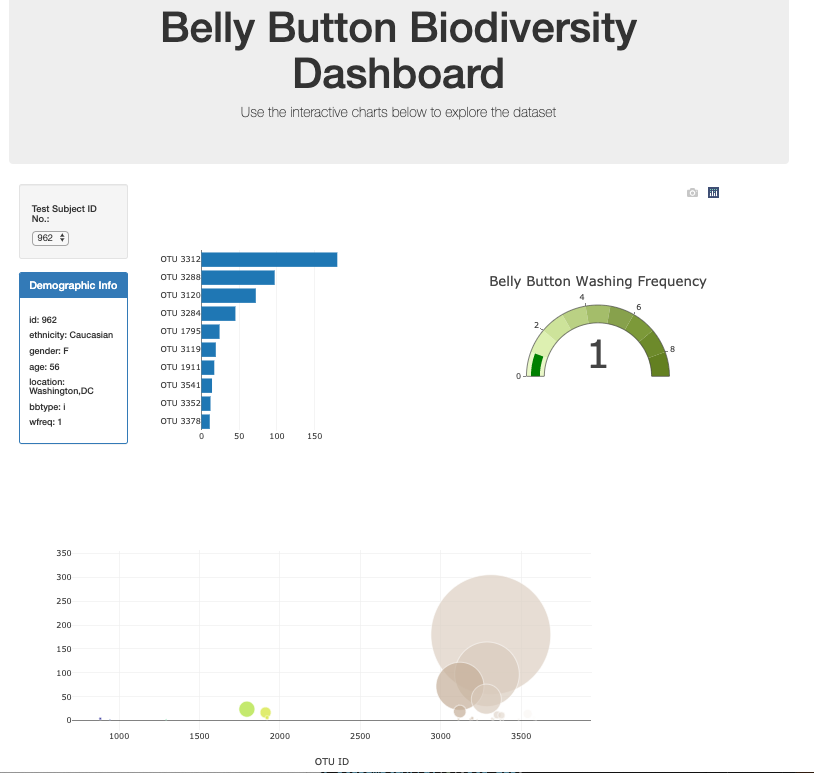 Belly Button Biodiversity
Dashboard
Use the interactive charts below to explore the dataset
Test Subject ID
No.:
962
Demographic Info
id: 962
ethnicity: Caucasian
gender: F
age: 56
location:
Washington,DC
bbtype: i
wfreq: 1
OTU 3312
OTU 3288
OTU 3120
OTU 3284
OTU 1795
OTU 3119
OTU 1911
OTU 3541
OTU 3352
OTU 3378
0 50 100 150
Belly Button Washing Frequency
0 2 4 6 8
1
350
300
250
200
150
100
50
0
1000 1500 2000 2500 3000 3500
OTU ID